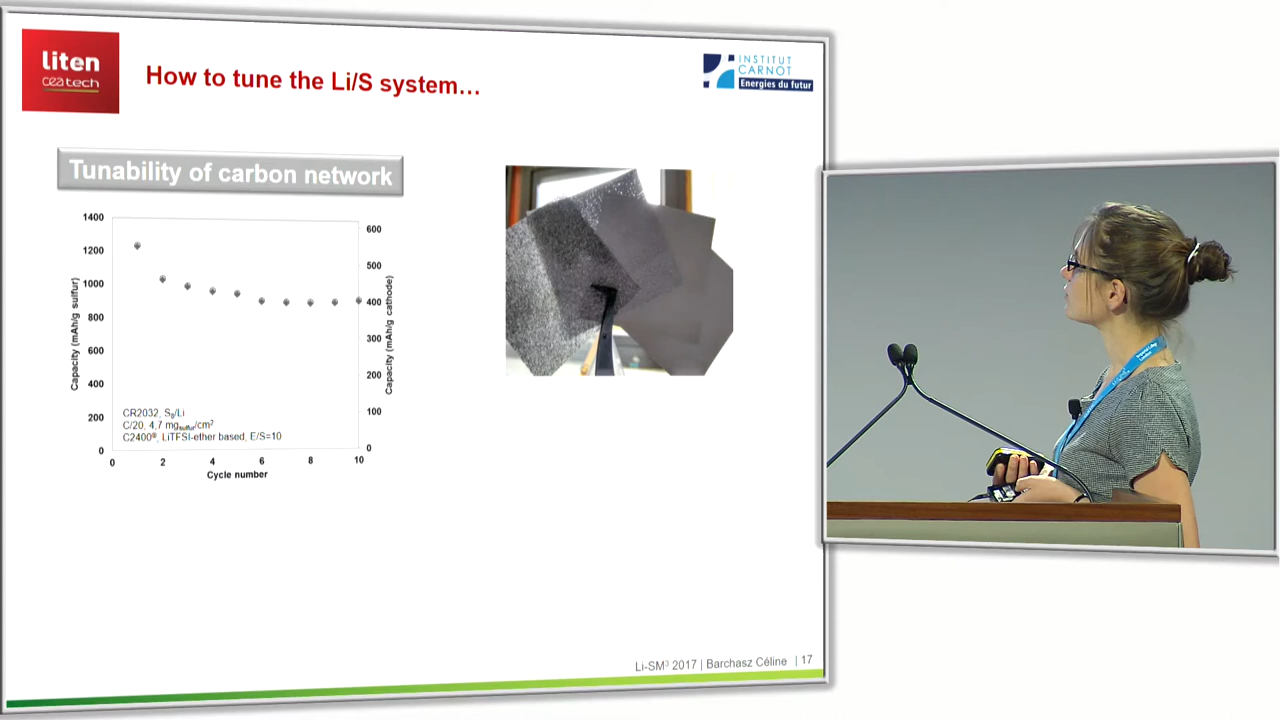 liten
ceatech
How to tune the Li/S system…
INSTITUT
CARNOT
Energies du futur
Tunability of carbon network
1400
1200
1000
800
600
400
200
0
Capacity (mAh/g sulfur)
600
500
400
300
200
100
0
Capacity (mAh/g cathode)
CR2032, S₈/Li
C/20, 4,7 mgsulfur/cm²
C2400®, LiTFSI-ether based, E/S=10
0 2 4 6 8 10
Cycle number
Li-SM³ 2017 | Barchasz Céline | 17